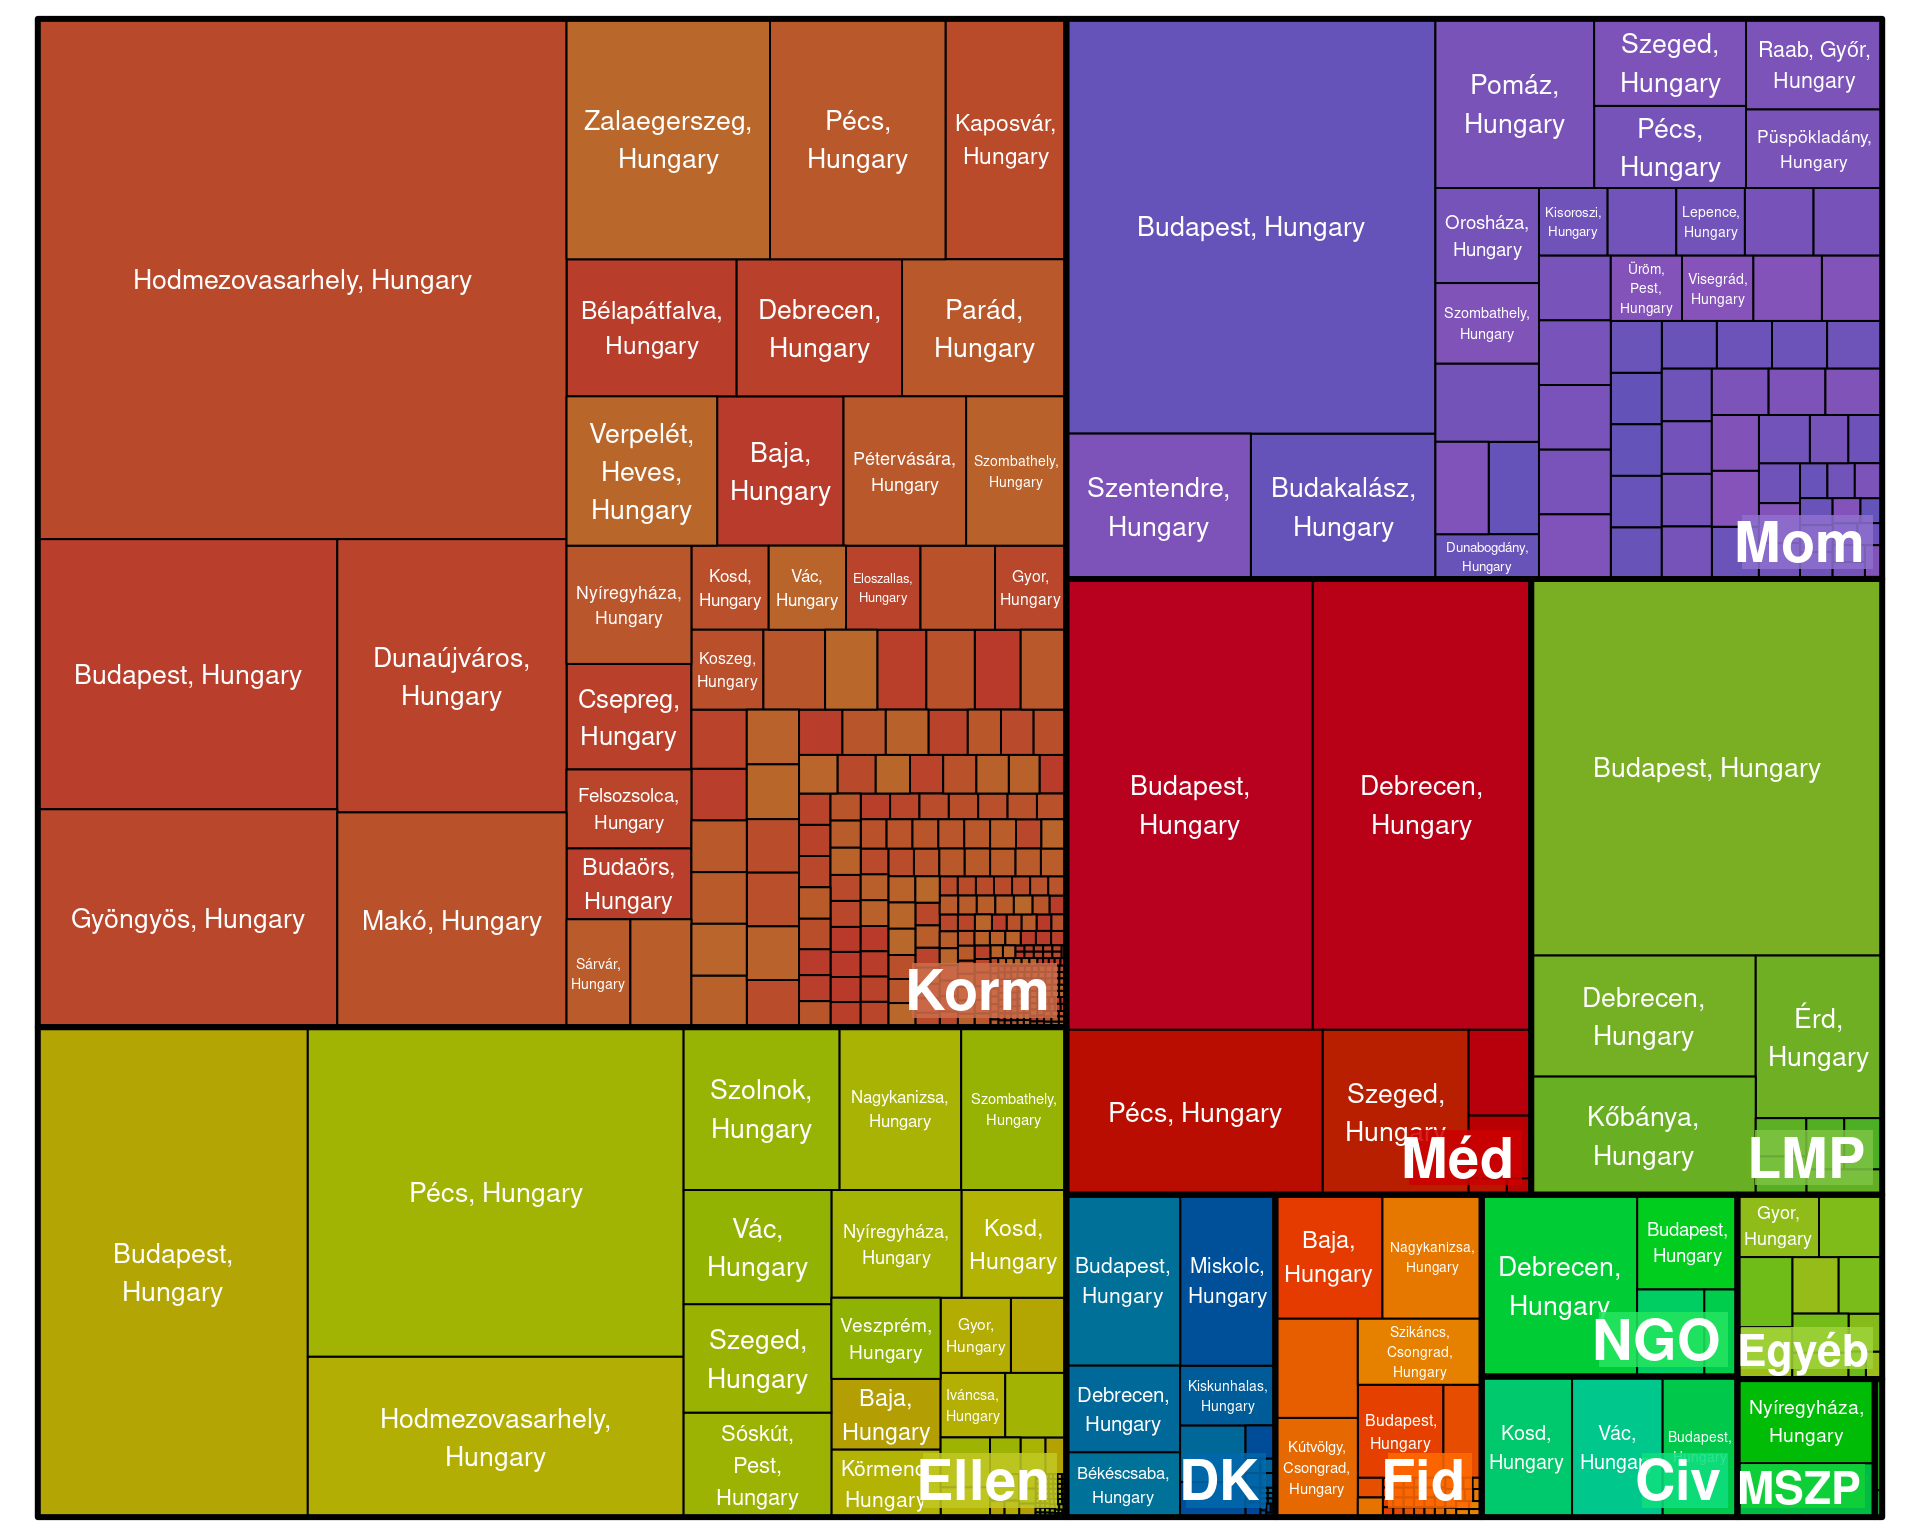 Hodmezovasarhely, Hungary
Budapest, Hungary
Dunaújváros,
Hungary
Gyöngyös, Hungary
Makó, Hungary
Zalaegerszeg,
Hungary
Pécs,
Hungary
Kaposvár,
Hungary
Bélapátfalva,
Hungary
Debrecen,
Hungary
Parád,
Hungary
Verpelét,
Heves,
Hungary
Baja,
Hungary
Pétervására,
Hungary
Szombathely,
Hungary
Nyíregyháza,
Hungary
Kosd,
Hungary
Vác,
Hungary
Eloszallas,
Hungary
Gyor,
Hungary
Koszeg,
Hungary
Csepreg,
Hungary
Felsozsolca,
Hungary
Budaörs,
Hungary
Sárvár,
Hungary
Korm
Budapest, Hungary
Szentendre,
Hungary
Budakalász,
Hungary
Pomáz,
Hungary
Szeged,
Hungary
Raab, Győr,
Hungary
Pécs,
Hungary
Püspökladány,
Hungary
Orosháza,
Hungary
Kisoroszi,
Hungary
Lepence,
Hungary
Üröm,
Pest,
Hungary
Visegrád,
Hungary
Szombathely,
Hungary
Dunabogdány,
Hungary
Mom
Budapest,
Hungary
Debrecen,
Hungary
Pécs, Hungary
Szeged,
Hungary
Méd
Budapest, Hungary
Debrecen,
Hungary
Érd,
Hungary
Kőbánya,
Hungary
LMP
Budapest,
Hungary
Pécs, Hungary
Hodmezovasarhely,
Hungary
Szolnok,
Hungary
Nagykanizsa,
Hungary
Szombathely,
Hungary
Vác,
Hungary
Nyíregyháza,
Hungary
Kosd,
Hungary
Szeged,
Hungary
Veszprém,
Hungary
Gyor,
Hungary
Baja,
Hungary
Iváncsa,
Hungary
Sóskút,
Pest,
Hungary
Körmend,
Hungary
Ellen
Budapest,
Hungary
Miskolc,
Hungary
Debrecen,
Hungary
Kiskunhalas,
Hungary
Békéscsaba,
Hungary
DK
Baja,
Hungary
Nagykanizsa,
Hungary
Szikáncs,
Csongrad,
Hungary
Budapest,
Hungary
Kútvölgy,
Csongrad,
Hungary
Fid
Debrecen,
Hungary
Budapest,
Hungary
NGO
Kosd,
Hungary
Vác,
Hungary
Budapest,
Hungary
Civ
Gyor,
Hungary
Egyéb
Nyíregyháza,
Hungary
MSZP